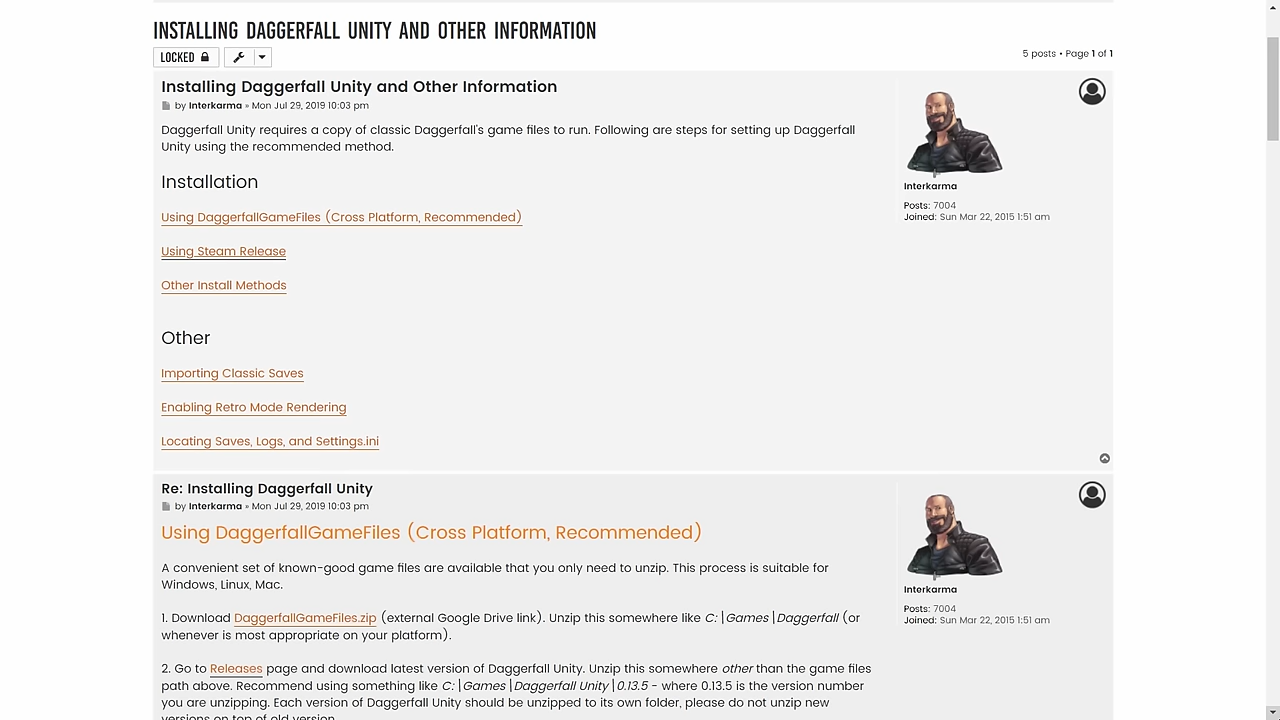 INSTALLING DAGGERFALL UNITY AND OTHER INFORMATION
LOCKED
5 posts • Page 1 of 1
Installing Daggerfall Unity and Other Information
by Interkarma » Mon Jul 29, 2019 10:03 pm
Daggerfall Unity requires a copy of classic Daggerfall's game files to run. Following are steps for setting up Daggerfall
Unity using the recommended method.
Installation
Using DaggerfallGameFiles (Cross Platform, Recommended)
Using Steam Release
Other Install Methods
Other
Importing Classic Saves
Enabling Retro Mode Rendering
Locating Saves, Logs, and Settings.ini
Interkarma
Posts: 7004
Joined: Sun Mar 22, 2015 1:51 am
Re: Installing Daggerfall Unity
by Interkarma » Mon Jul 29, 2019 10:03 pm
Using DaggerfallGameFiles (Cross Platform, Recommended)
A convenient set of known-good game files are available that you only need to unzip. This process is suitable for
Windows, Linux, Mac.
1. Download DaggerfallGameFiles.zip (external Google Drive link). Unzip this somewhere like C:\Games\Daggerfall (or
whenever is most appropriate on your platform).
2. Go to Releases page and download latest version of Daggerfall Unity. Unzip this somewhere other than the game files
path above. Recommend using something like C:\Games\Daggerfall Unity\0.13.5 - where 0.13.5 is the version number
you are unzipping. Each version of Daggerfall Unity should be unzipped to its own folder, please do not unzip new
versions on top of old version.
Interkarma
Posts: 7004
Joined: Sun Mar 22, 2015 1:51 am